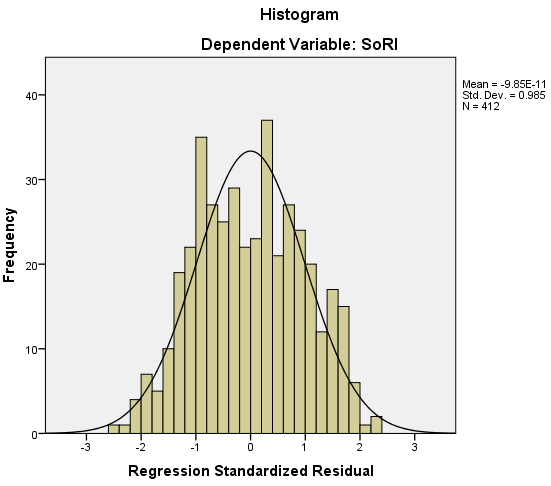 Histogram
Dependent Variable: SoRI
Mean = -9.85E-11
Std. Dev. = 0.985
N = 412
Frequency
40
30
20
10
0
-3 -2 -1 0 1 2 3
Regression Standardized Residual